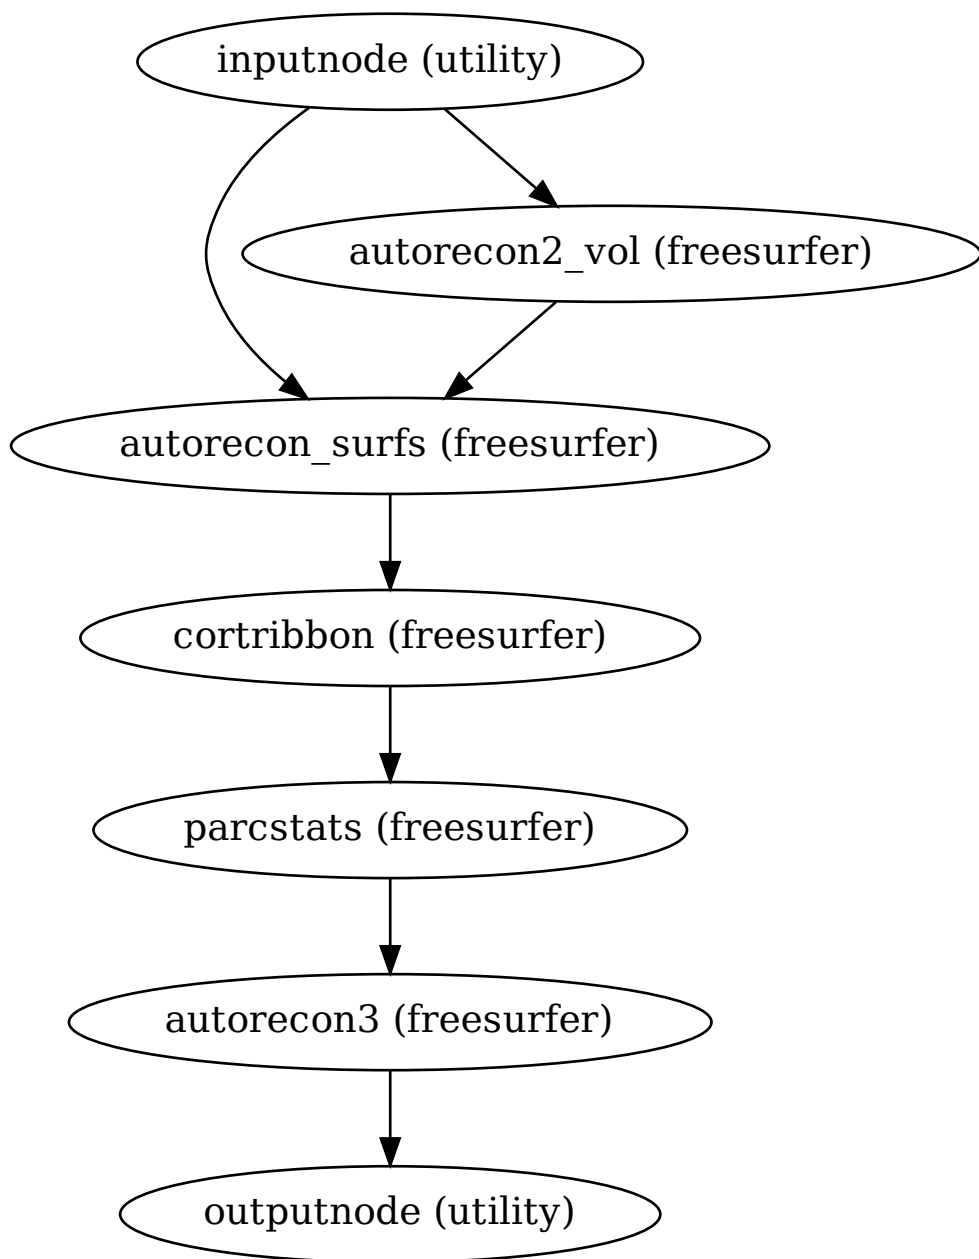 inputnode (utility)
autorecon2_vol (freesurfer)
autorecon_surfs (freesurfer)
cortribbon (freesurfer)
parcstats (freesurfer)
autorecon3 (freesurfer)
outputnode (utility)